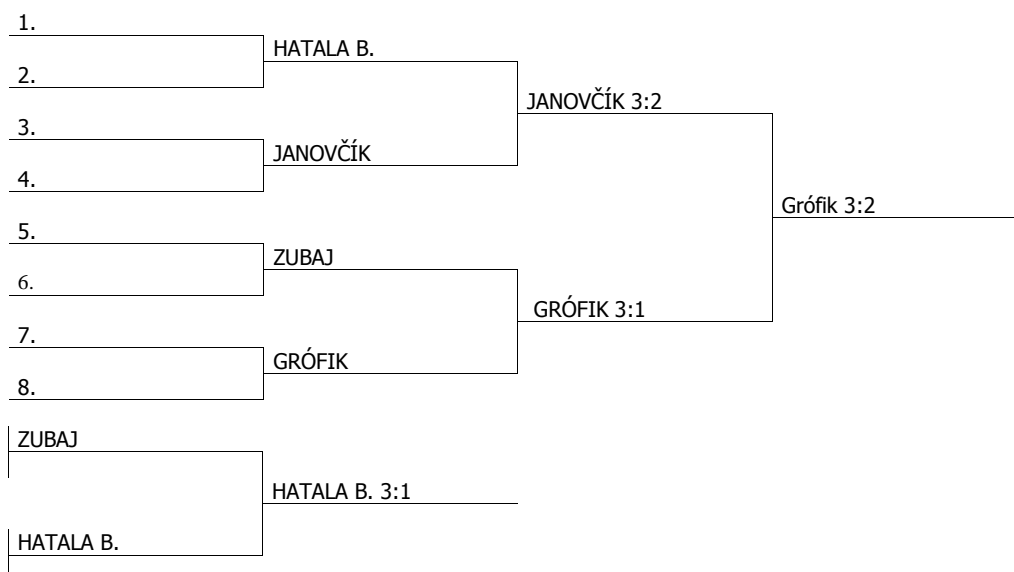 1.
HATALA B.
2.
JANOVČÍK 3:2
3.
JANOVČÍK
4.
Grófik 3:2
5.
ZUBAJ
6.
GRÓFIK 3:1
7.
GRÓFIK
8.
ZUBAJ
HATALA B. 3:1
HATALA B.